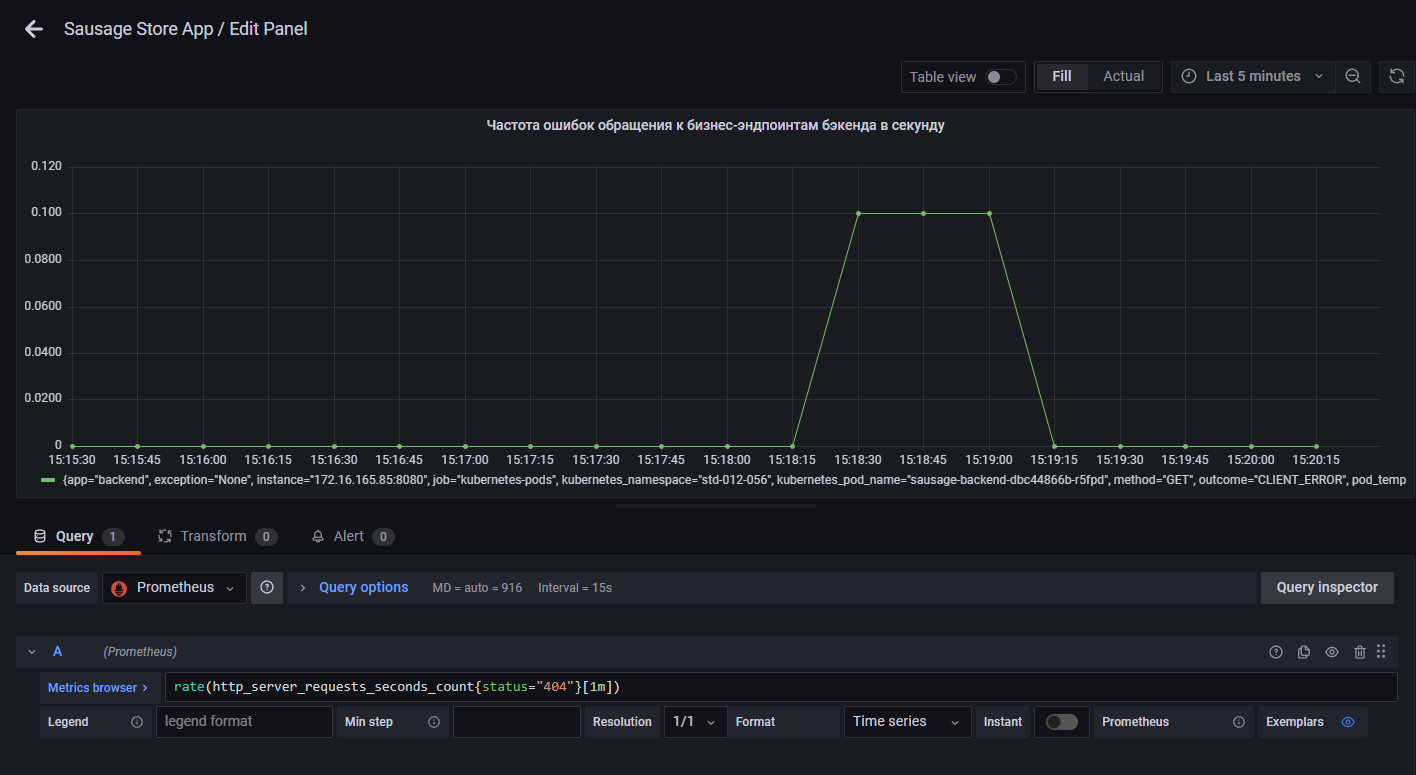 Sausage Store App / Edit Panel
Table view Fill Actual Last 5 minutes
Частота ошибок обращения к бизнес-эндпоинтам бэкенда в секунду
0.120
0.100
0.0800
0.0600
0.0400
0.0200
0
15:15:30 15:15:45 15:16:00 15:16:15 15:16:30 15:16:45 15:17:00 15:17:15 15:17:30 15:17:45 15:18:00 15:18:15 15:18:30 15:18:45 15:19:00 15:19:15 15:19:30 15:19:45 15:20:00 15:20:15
{app="backend", exception="None", instance="172.16.165.85:8080", job="kubernetes-pods", kubernetes_namespace="std-012-056", kubernetes_pod_name="sausage-backend-dbc44866b-r5fpd", method="GET", outcome="CLIENT_ERROR", pod_temp
Query 1 Transform 0 Alert 0
Data source Prometheus Query options MD = auto = 916 Interval = 15s Query inspector
A (Prometheus)
Metrics browser > rate(http_server_requests_seconds_count{status="404"}[1m])
Legend legend format Min step Resolution 1/1 Format Time series Instant Prometheus Exemplars